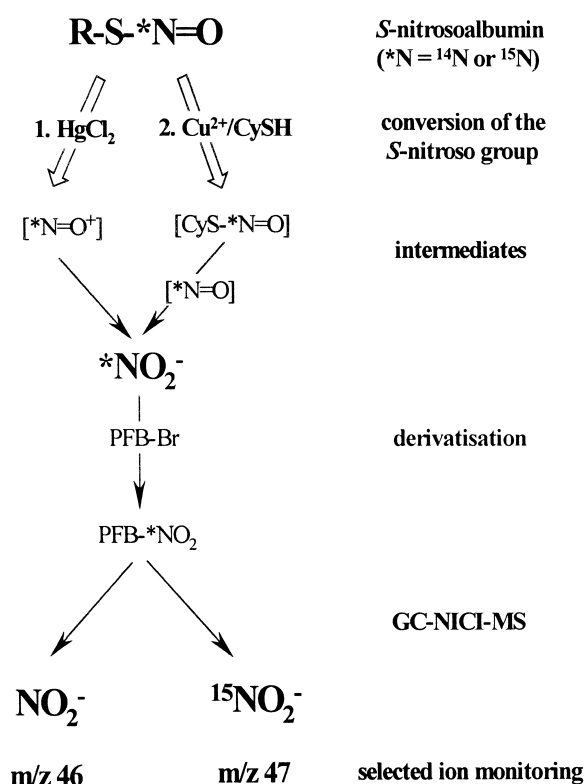 R-S-*N=O
S-nitrosoalbumin
(*N = ¹⁴N or ¹⁵N)
1. HgCl₂
2. Cu²⁺/CySH
conversion of the
S-nitroso group
[*N=O⁺]
[CyS-*N=O]
intermediates
[*N=O]
*NO₂⁻
PFB-Br
derivatisation
PFB-*NO₂
GC-NICI-MS
NO₂⁻
¹⁵NO₂⁻
m/z 46
m/z 47
selected ion monitoring